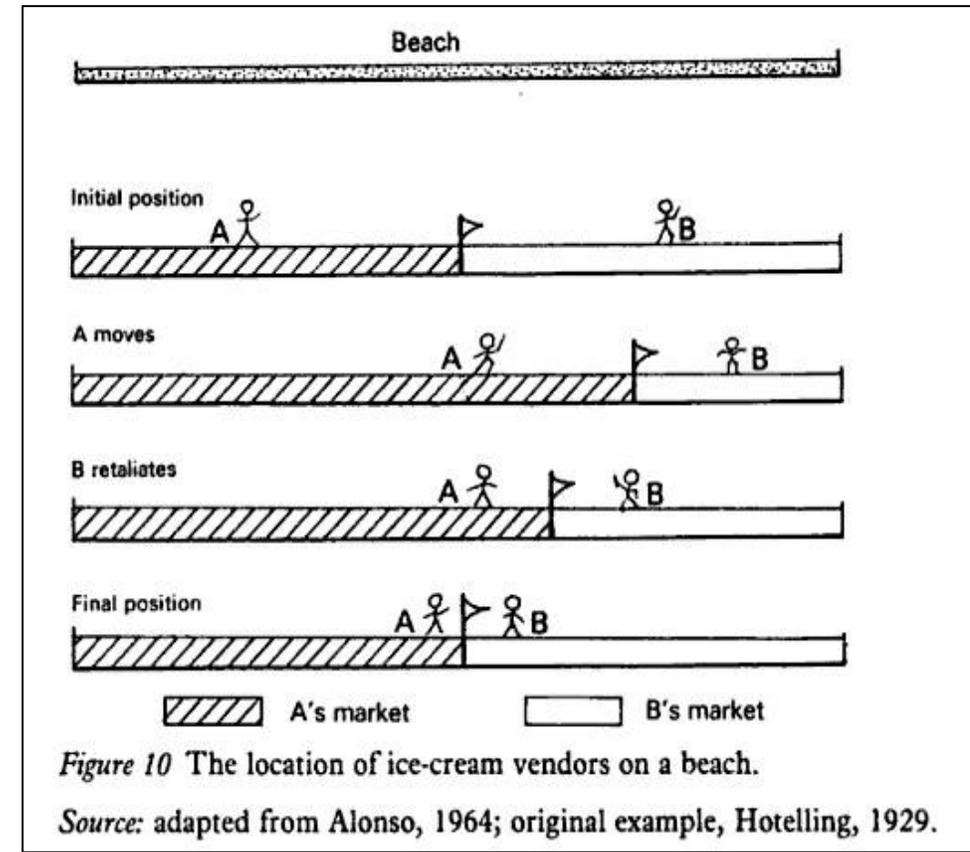 Beach
Initial position
A
B
A moves
A
B
B retaliates
A
B
Final position
A
B
A's market
B's market
Figure 10 The location of ice-cream vendors on a beach.
Source: adapted from Alonso, 1964; original example, Hotelling, 1929.